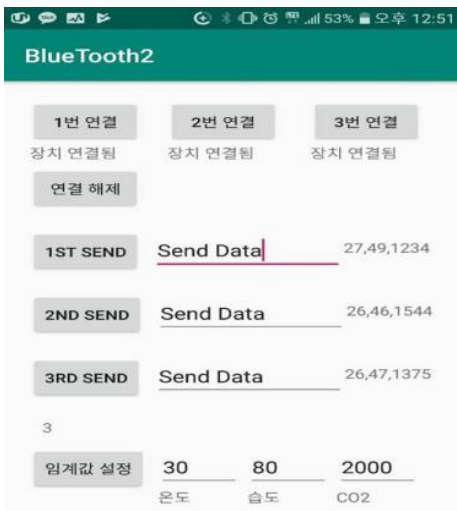 53% 오후 12:51
BlueTooth2
1번 연결 2번 연결 3번 연결
장치 연결됨 장치 연결됨 장치 연결됨
연결 해제
1ST SEND Send Data 27,49,1234
2ND SEND Send Data 26,46,1544
3RD SEND Send Data 26,47,1375
3
임계값 설정 30 80 2000
온도 습도 CO2